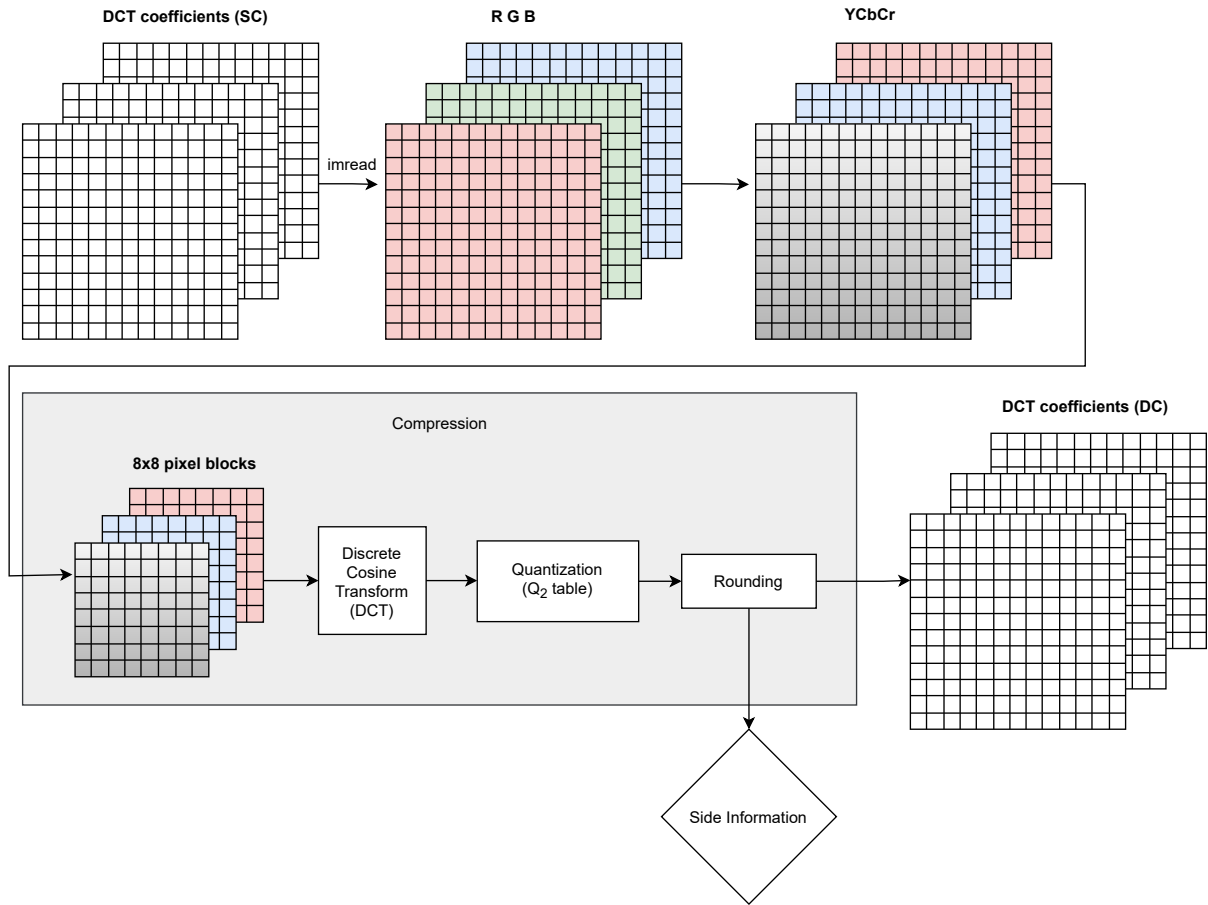 DCT coefficients (SC)
R G B
YCbCr
imread
Compression
DCT coefficients (DC)
8x8 pixel blocks
Discrete
Cosine
Transform
(DCT)
Quantization
(Q₂ table)
Rounding
Side Information